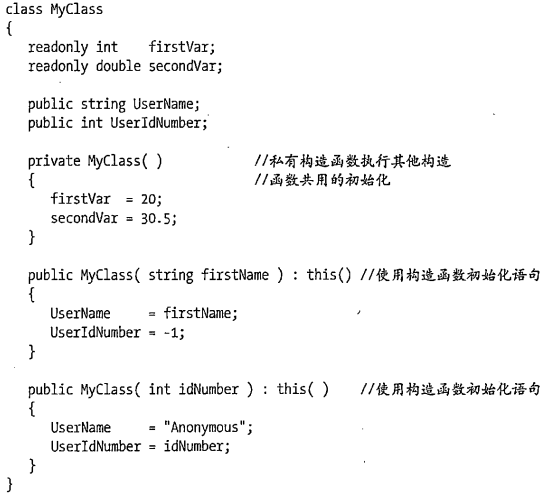 class MyClass
{
readonly int    firstVar;
readonly double secondVar;
public string UserName;
public int UserIdNumber;
private MyClass( )            //私有构造函数执行其他构造
{                             //函数共用的初始化
firstVar  = 20;
secondVar = 30.5;
}
public MyClass( string firstName ) : this() //使用构造函数初始化语句
{
UserName     = firstName;
UserIdNumber = -1;
}
public MyClass( int idNumber ) : this( )    //使用构造函数初始化语句
{
UserName     = "Anonymous";
UserIdNumber = idNumber;
}
}